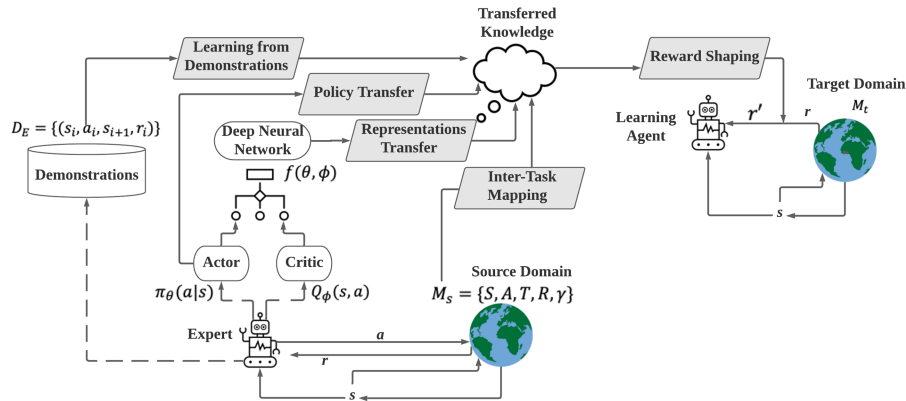 Transferred
Knowledge
Learning from
Demonstrations
Reward Shaping
Target Domain
M_t
Policy Transfer
Learning
Agent
r′
r
D_E = {(s_i, a_i, s_{i+1}, r_i)}
Deep Neural
Network
Representations
Transfer
Demonstrations
f(θ, ϕ)
Inter-Task
Mapping
s
Actor
Critic
Source Domain
π_θ(a|s)
Q_ϕ(s, a)
M_s = {S, A, T, R, γ}
Expert
a
r
s